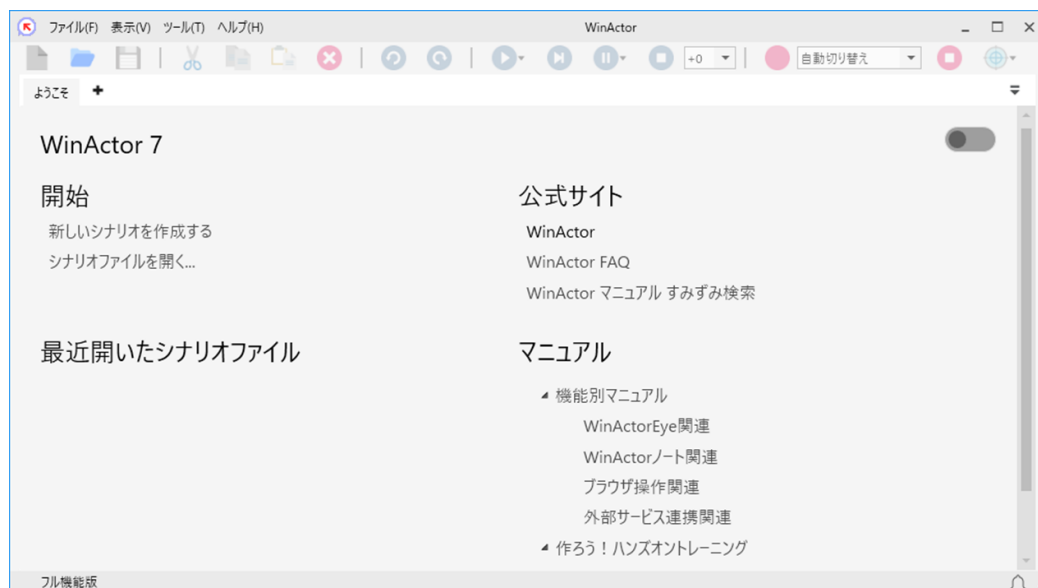 ファイル(F) 表示(V) ツール(T) ヘルプ(H) WinActor
+0 自動切り替え
ようこそ
WinActor 7
開始
新しいシナリオを作成する
シナリオファイルを開く...
最近開いたシナリオファイル
公式サイト
WinActor
WinActor FAQ
WinActor マニュアル すみずみ検索
マニュアル
機能別マニュアル
WinActorEye関連
WinActorノート関連
ブラウザ操作関連
外部サービス連携関連
作ろう！ハンズオントレーニング
フル機能版